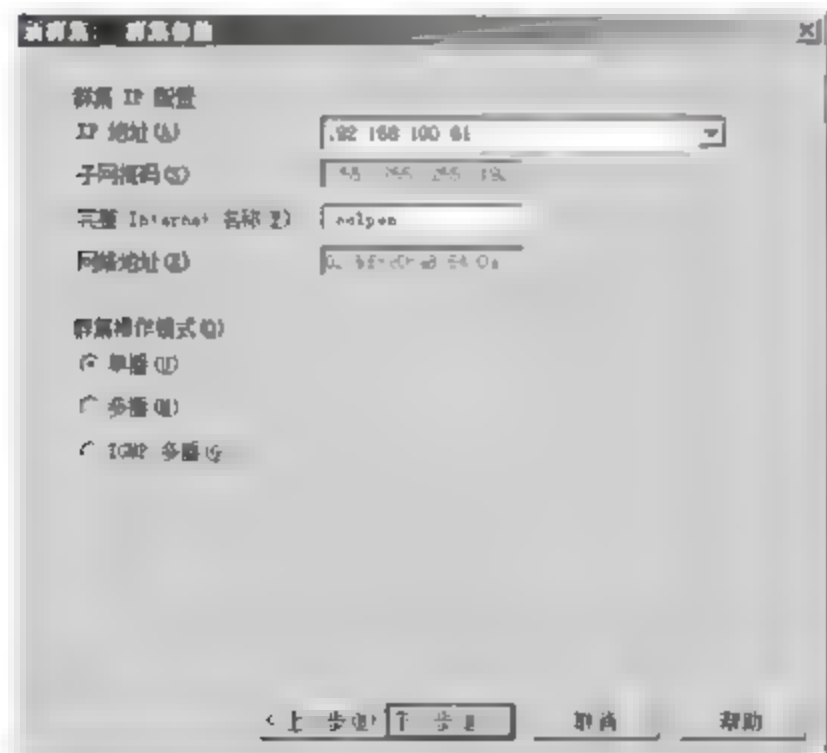 新群集: 群集参数
群集 IP 配置
IP 地址(A)
192 168 100 61
子网掩码(S)
255 255 255 192
完整 Internet 名称
网络地址(E)
群集操作模式(O)
单播(U)
多播(M)
IGMP 多播(G
< 上一步(B)
下一步
取消
帮助